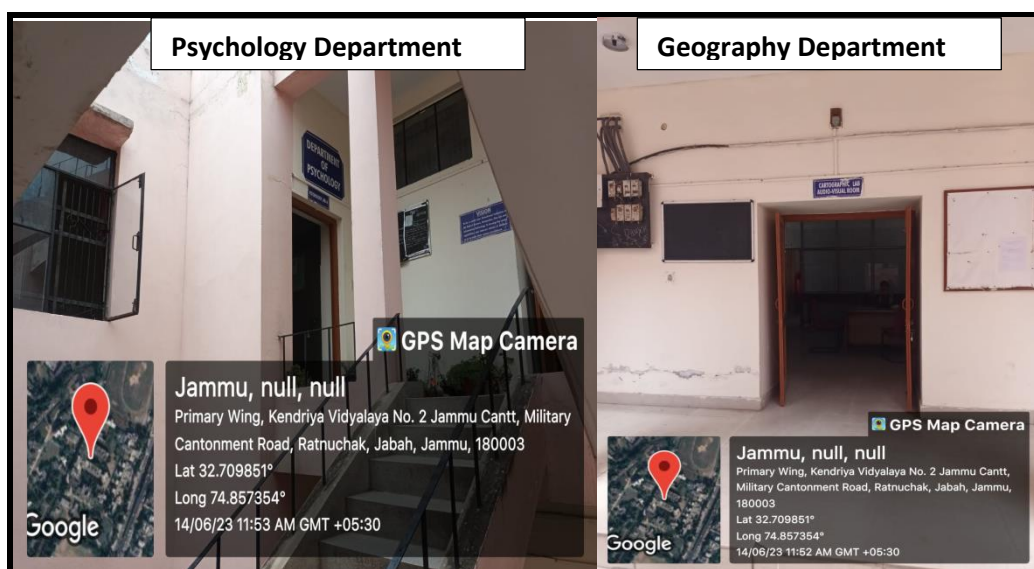 Psychology Department
DEPARTMENT
OF
PSYCHOLOGY
VISION
GPS Map Camera
Jammu, null, null
Primary Wing, Kendriya Vidyalaya No. 2 Jammu Cantt, Military
Cantonment Road, Ratnuchak, Jabah, Jammu, 180003
Lat 32.709851°
Long 74.857354°
14/06/23 11:53 AM GMT +05:30
Google
Geography Department
CARTOGRAPHIC LAB
AUDIO-VISUAL ROOM
GPS Map Camera
Jammu, null, null
Primary Wing, Kendriya Vidyalaya No. 2 Jammu Cantt,
Military Cantonment Road, Ratnuchak, Jabah, Jammu,
180003
Lat 32.709851°
Long 74.857354°
14/06/23 11:52 AM GMT +05:30
Google